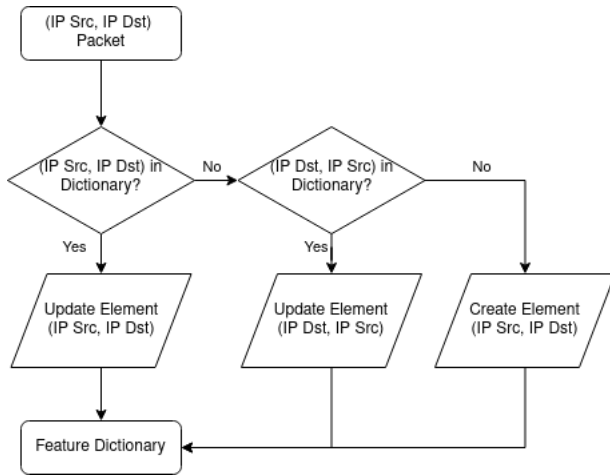 (IP Src, IP Dst)
Packet
(IP Src, IP Dst) in
Dictionary?
No
(IP Dst, IP Src) in
Dictionary?
No
Yes
Yes
Update Element
(IP Src, IP Dst)
Update Element
(IP Dst, IP Src)
Create Element
(IP Src, IP Dst)
Feature Dictionary